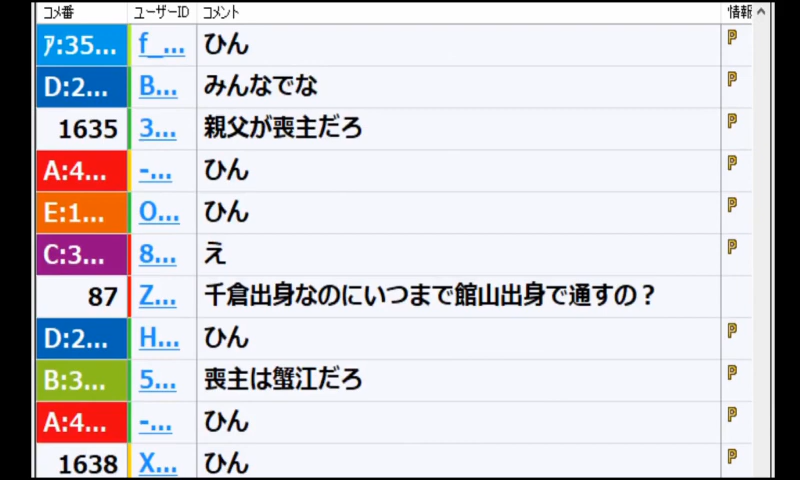 コメ番 ユーザーID コメント 情報
ｱ:35... f_... ひん P
D:2... B... みんなでな P
1635 3... 親父が喪主だろ P
A:4... -... ひん P
E:1... O... ひん P
C:3... 8... え P
87 Z... 千倉出身なのにいつまで館山出身で通すの？
D:2... H... ひん P
B:3... 5... 喪主は蟹江だろ P
A:4... -... ひん P
1638 X... ひん P